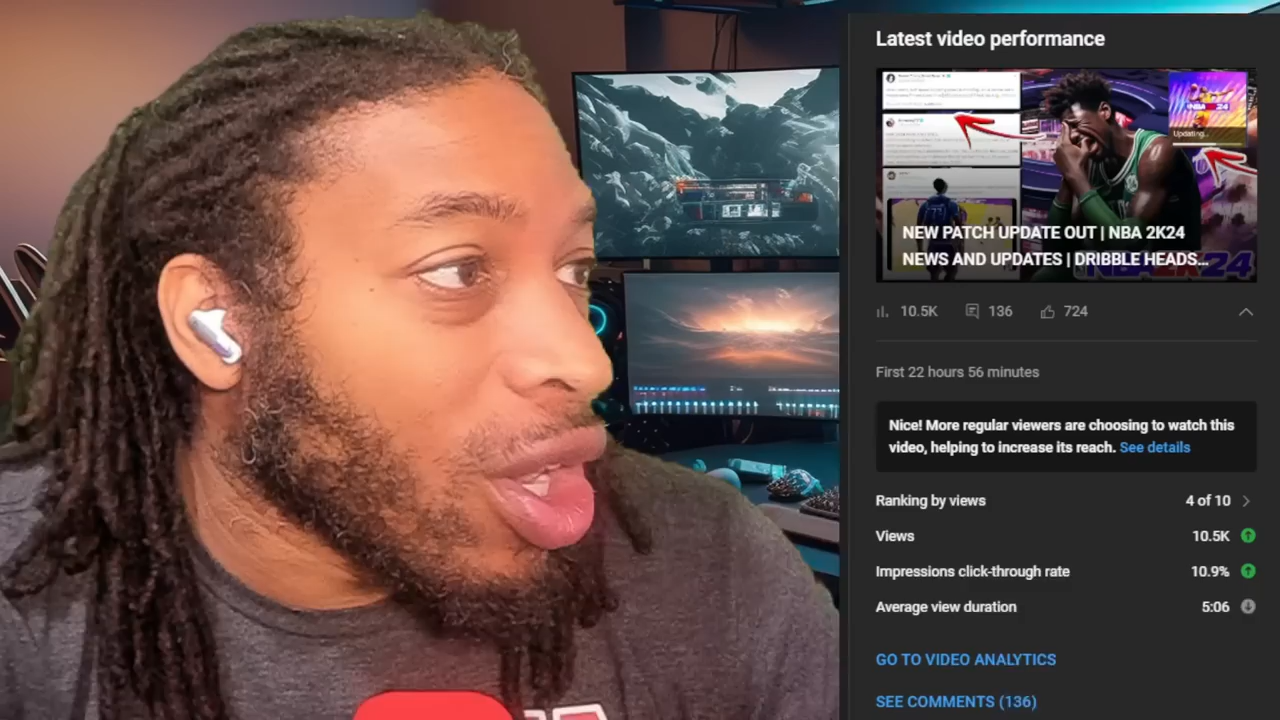 Latest video performance
Updating...
NEW PATCH UPDATE OUT | NBA 2K24
NEWS AND UPDATES | DRIBBLE HEADS...
10.5K 136 724
First 22 hours 56 minutes
Nice! More regular viewers are choosing to watch this
video, helping to increase its reach. See details
Ranking by views 4 of 10
Views 10.5K
Impressions click-through rate 10.9%
Average view duration 5:06
GO TO VIDEO ANALYTICS
SEE COMMENTS (136)